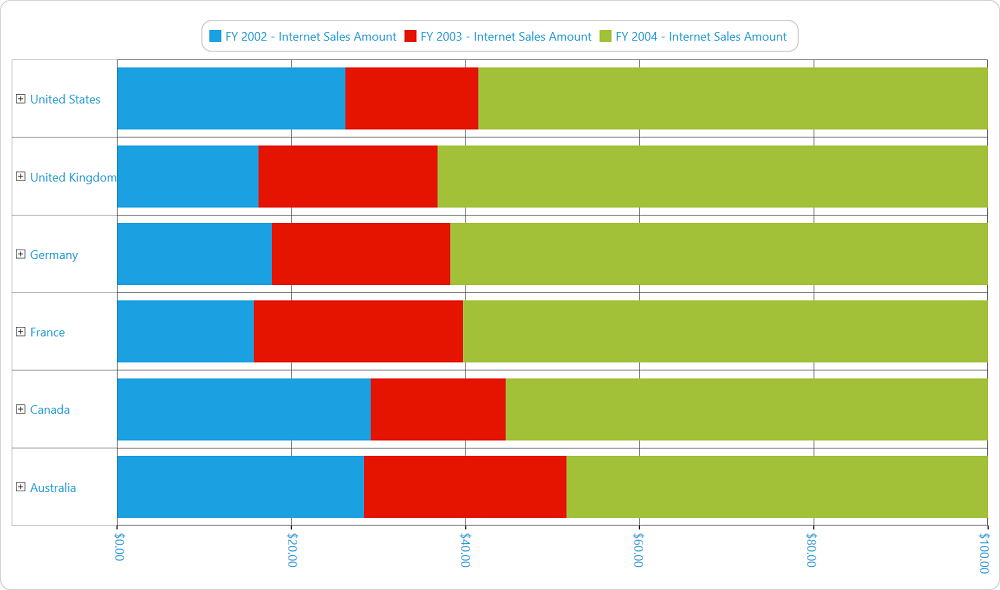 FY 2002 - Internet Sales Amount FY 2003 - Internet Sales Amount FY 2004 - Internet Sales Amount
United States
United Kingdom
Germany
France
Canada
Australia
$0.00 $20.00 $40.00 $60.00 $80.00 $100.00